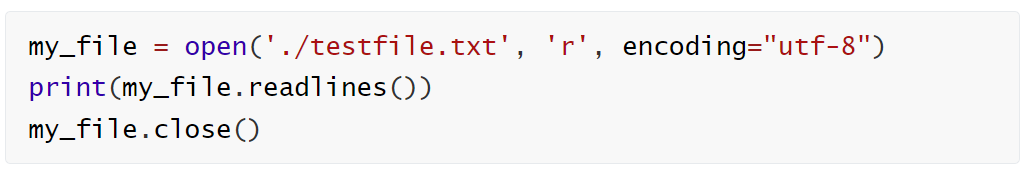 my_file = open('./testfile.txt', 'r', encoding="utf-8")
print(my_file.readlines())
my_file.close()